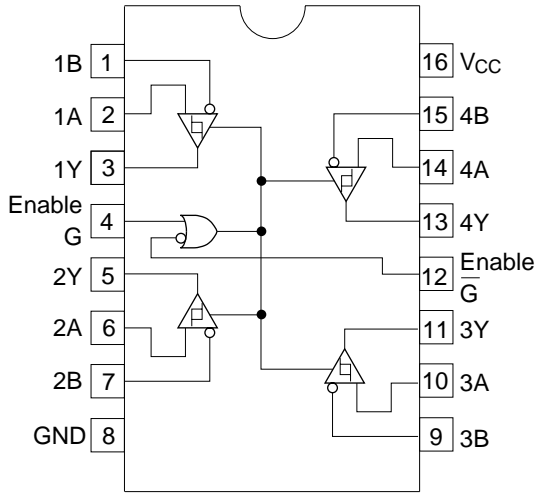 1B 1
1A 2
1Y 3
Enable
G 4
2Y 5
2A 6
2B 7
GND 8
16 VCC
15 4B
14 4A
13 4Y
12 Enable
G̅
11 3Y
10 3A
9 3B